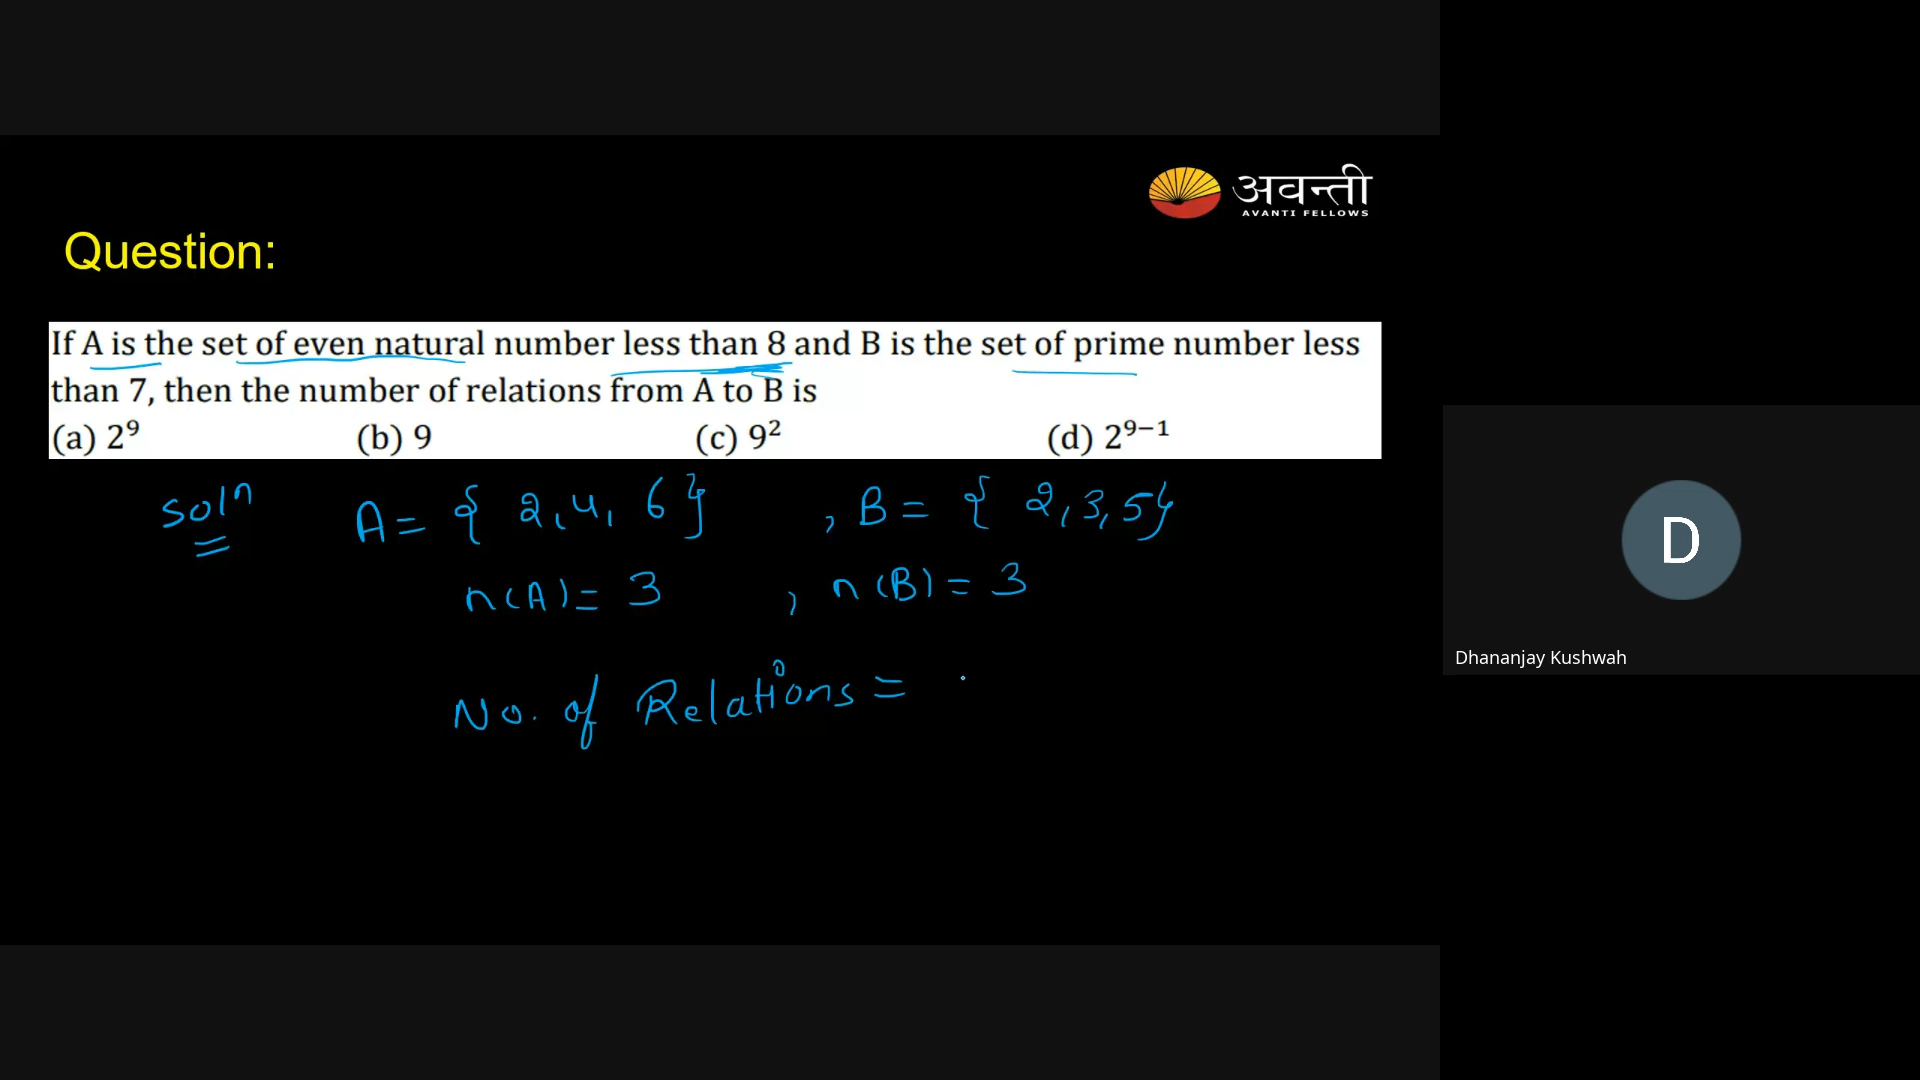 अवन्ती
AVANTI FELLOWS
Question:
If A is the set of even natural number less than 8 and B is the set of prime number less
than 7, then the number of relations from A to B is
(a) 2⁹ (b) 9 (c) 9² (d) 2⁹⁻¹
Solⁿ A = { 2, 4, 6 } , B = { 2, 3, 5 }
n(A) = 3 , n(B) = 3
No. of Relations =
D
Dhananjay Kushwah